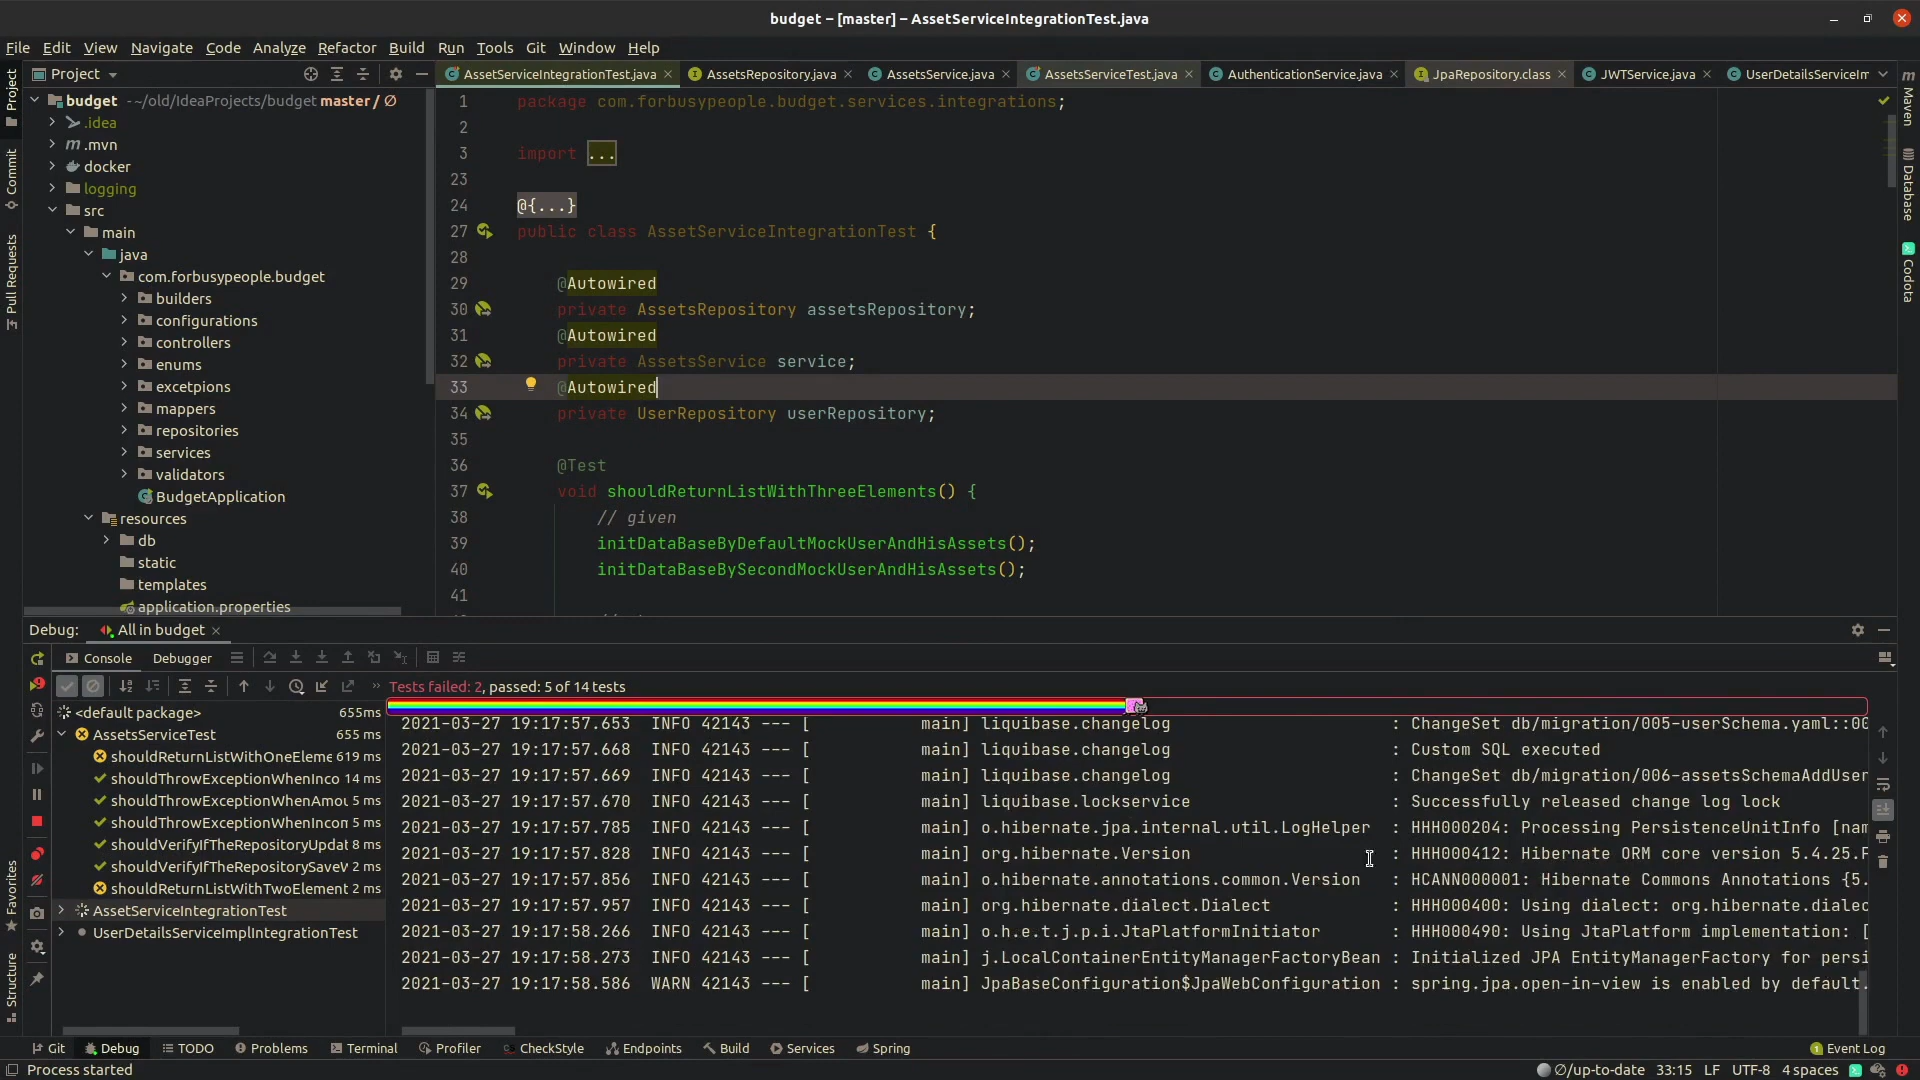 budget – [master] – AssetServiceIntegrationTest.java
File Edit View Navigate Code Analyze Refactor Build Run Tools Git Window Help
Project
AssetServiceIntegrationTest.java AssetsRepository.java AssetsService.java AssetsServiceTest.java AuthenticationService.java JpaRepository.class JWTService.java UserDetailsServiceIm
Project
Commit
Pull Requests
Favorites
Structure
Maven
Database
Codota
budget ~/old/IdeaProjects/budget master / ∅
.idea
.mvn
docker
logging
src
main
java
com.forbusypeople.budget
builders
configurations
controllers
enums
excetpions
mappers
repositories
services
validators
BudgetApplication
resources
db
static
templates
application.properties
1 package com.forbusypeople.budget.services.integrations;
2
3 import ...
23
24 @{...}
27 public class AssetServiceIntegrationTest {
28
29 @Autowired
30 private AssetsRepository assetsRepository;
31 @Autowired
32 private AssetsService service;
33 @Autowired
34 private UserRepository userRepository;
35
36 @Test
37 void shouldReturnListWithThreeElements() {
38 // given
39 initDataBaseByDefaultMockUserAndHisAssets();
40 initDataBaseBySecondMockUserAndHisAssets();
41
Debug: All in budget
Console Debugger
Tests failed: 2, passed: 5 of 14 tests
<default package> 655ms
AssetsServiceTest 655 ms
shouldReturnListWithOneEleme 619 ms
shouldThrowExceptionWhenInco 14 ms
shouldThrowExceptionWhenAmou 5 ms
shouldThrowExceptionWhenIncom 5 ms
shouldVerifyIfTheRepositoryUpdat 8 ms
shouldVerifyIfTheRepositorySaveV 2 ms
shouldReturnListWithTwoElement 2 ms
AssetServiceIntegrationTest
UserDetailsServiceImplIntegrationTest
2021-03-27 19:17:57.653 INFO 42143 --- [ main] liquibase.changelog : ChangeSet db/migration/005-userSchema.yaml::00
2021-03-27 19:17:57.668 INFO 42143 --- [ main] liquibase.changelog : Custom SQL executed
2021-03-27 19:17:57.669 INFO 42143 --- [ main] liquibase.changelog : ChangeSet db/migration/006-assetsSchemaAddUser
2021-03-27 19:17:57.670 INFO 42143 --- [ main] liquibase.lockservice : Successfully released change log lock
2021-03-27 19:17:57.785 INFO 42143 --- [ main] o.hibernate.jpa.internal.util.LogHelper : HHH000204: Processing PersistenceUnitInfo [nam
2021-03-27 19:17:57.828 INFO 42143 --- [ main] org.hibernate.Version : HHH000412: Hibernate ORM core version 5.4.25.F
2021-03-27 19:17:57.856 INFO 42143 --- [ main] o.hibernate.annotations.common.Version : HCANN000001: Hibernate Commons Annotations {5.
2021-03-27 19:17:57.957 INFO 42143 --- [ main] org.hibernate.dialect.Dialect : HHH000400: Using dialect: org.hibernate.dialec
2021-03-27 19:17:58.266 INFO 42143 --- [ main] o.h.e.t.j.p.i.JtaPlatformInitiator : HHH000490: Using JtaPlatform implementation: [
2021-03-27 19:17:58.273 INFO 42143 --- [ main] j.LocalContainerEntityManagerFactoryBean : Initialized JPA EntityManagerFactory for persi
2021-03-27 19:17:58.586 WARN 42143 --- [ main] JpaBaseConfiguration$JpaWebConfiguration : spring.jpa.open-in-view is enabled by default.
Git Debug TODO Problems Terminal Profiler CheckStyle Endpoints Build Services Spring 1 Event Log
Process started ∅/up-to-date 33:15 LF UTF-8 4 spaces